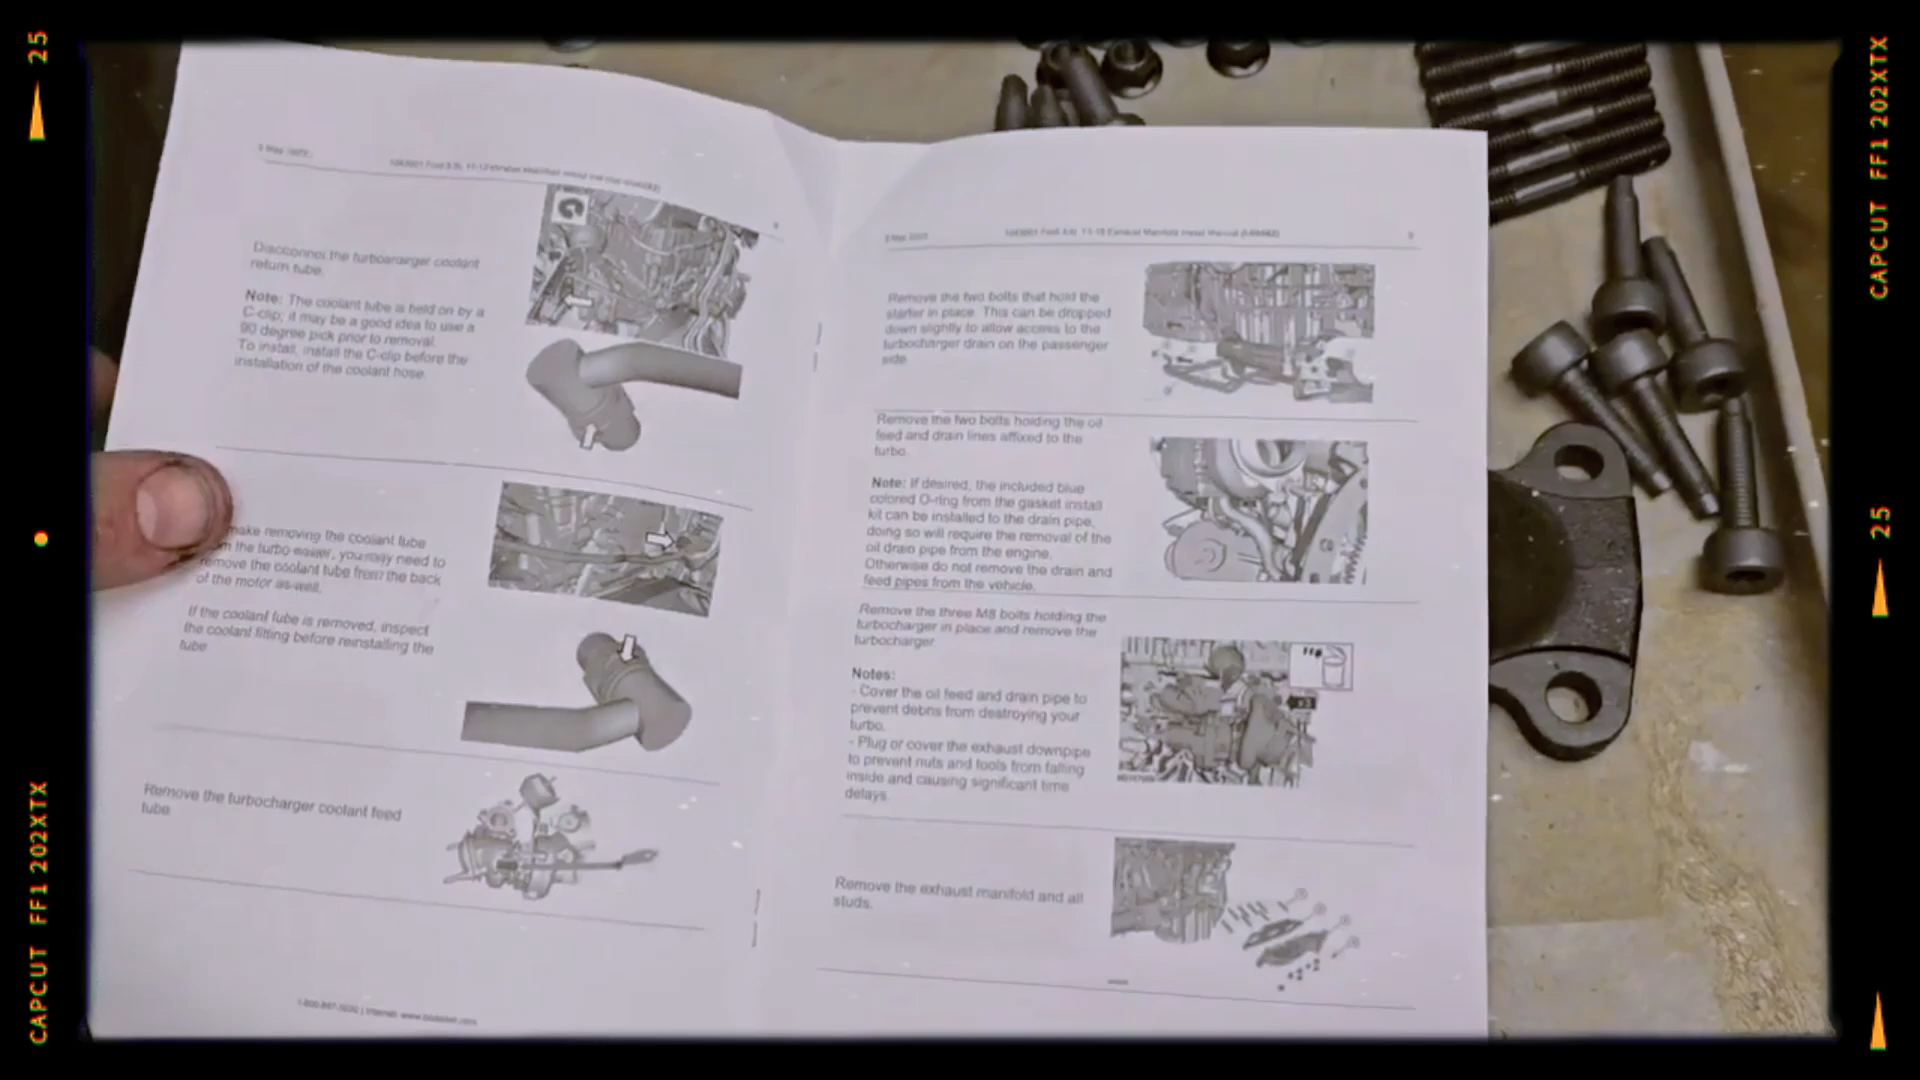 25
CAPCUT FF1 202XTX
Disconnect the turbocharger coolant
return tube.
Note: The coolant tube is held on by a
C-clip; it may be a good idea to use a
90 degree pick prior to removal.
To install, install the C-clip before the
installation of the coolant hose.
make removing the coolant tube
the turbo easier, you may need to
remove the coolant tube from the back
of the motor as well.
If the coolant tube is removed, inspect
the coolant fitting before reinstalling the
tube
Remove the turbocharger coolant feed
tube
Exhaust Manifold Install Manual
Remove the two bolts that hold the
starter in place. This can be dropped
down slightly to allow access to the
turbocharger drain on the passenger
side
Remove the two bolts holding the oil
feed and drain lines affixed to the
turbo.
Note: If desired, the included blue
colored O-ring from the gasket install
kit can be installed to the drain pipe,
doing so will require the removal of the
oil drain pipe from the engine.
Otherwise do not remove the drain and
feed pipes from the vehicle.
Remove the three M8 bolts holding the
turbocharger in place and remove the
turbocharger.
Notes:
- Cover the oil feed and drain pipe to
prevent debris from destroying your
turbo.
- Plug or cover the exhaust downpipe
to prevent nuts and tools from falling
inside and causing significant time
delays.
x3
Remove the exhaust manifold and all
studs.
CAPCUT FF1 202XTX
25